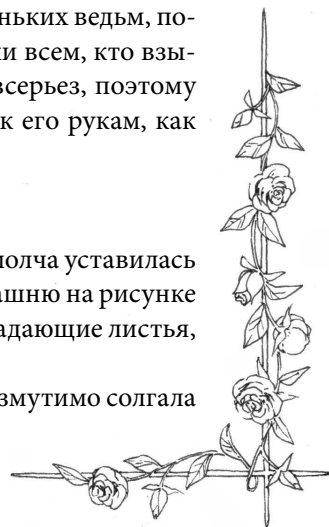 ньких ведьм, по-
и всем, кто взы-
всерьез, поэтому
к его рукам, как
молча уставилась
ашню на рисунке
адающие листья,
змутимо солгала